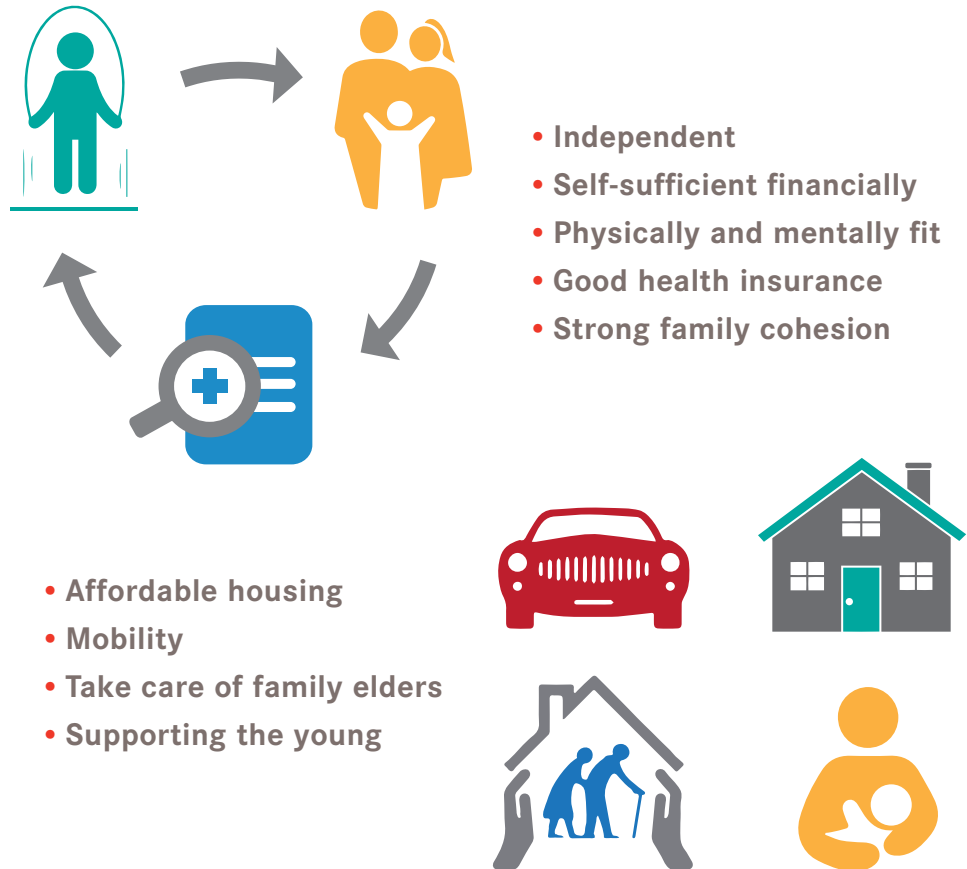 • Independent
• Self-sufficient financially
• Physically and mentally fit
• Good health insurance
• Strong family cohesion
• Affordable housing
• Mobility
• Take care of family elders
• Supporting the young